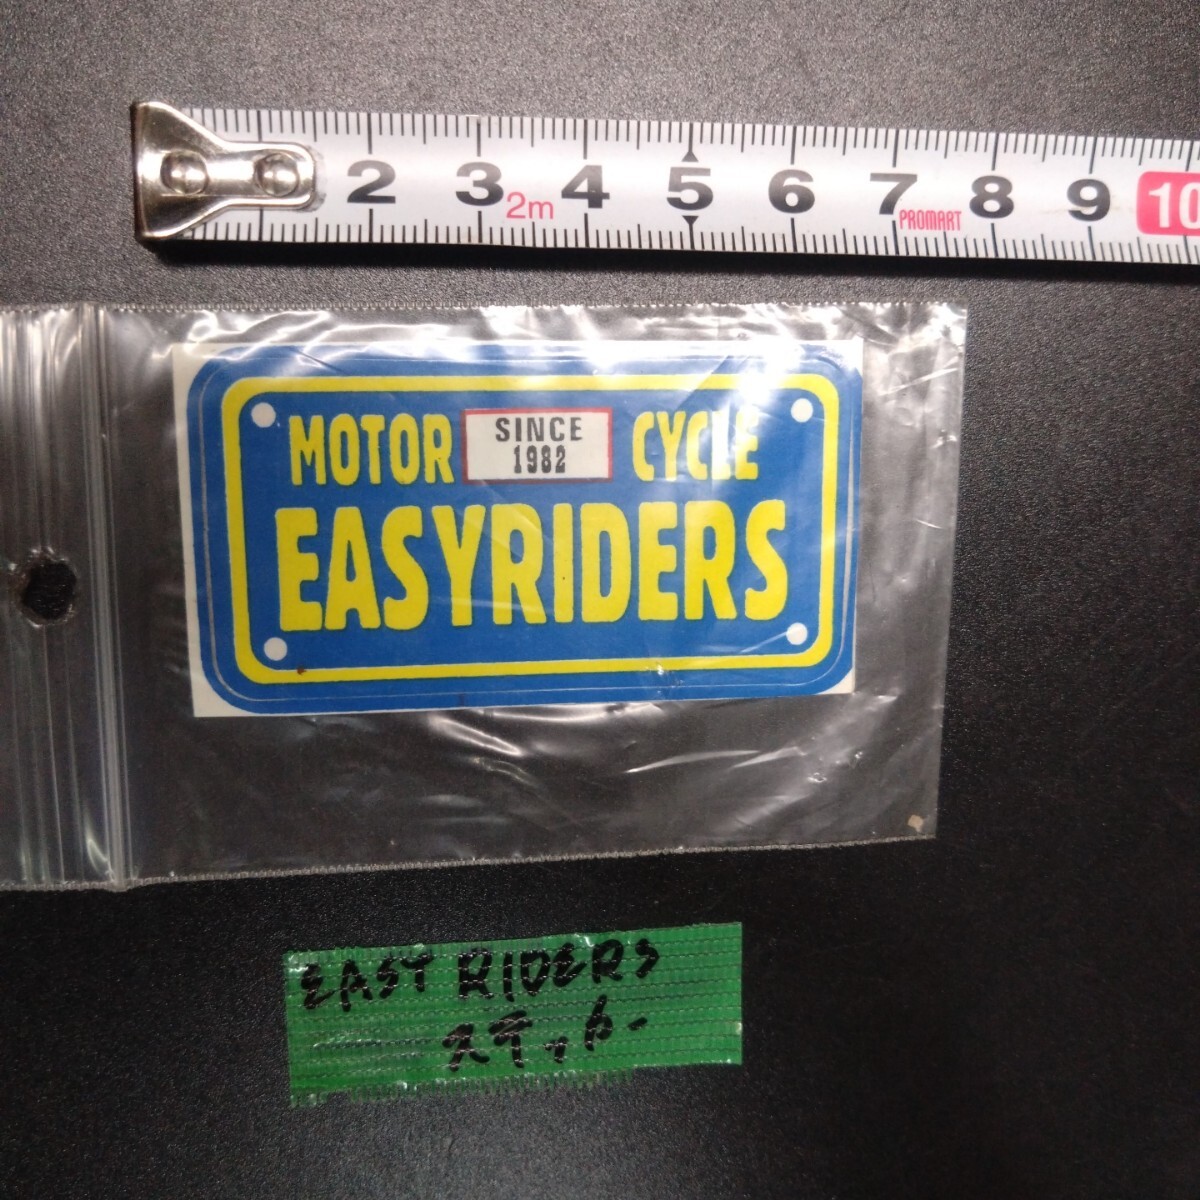 2 3 4 5 6 7 8 9 10
2m PROMART
MOTOR SINCE 1982 CYCLE
EASYRIDERS
EAST RIDERS
ステッカー